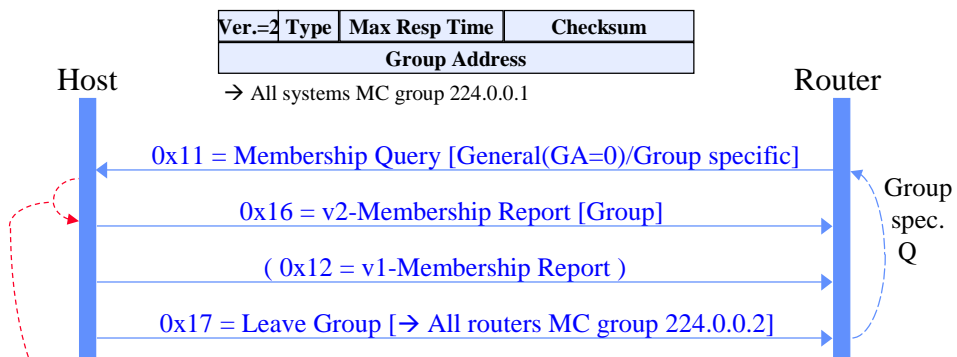 Ver.=2 Type Max Resp Time Checksum
Group Address
→ All systems MC group 224.0.0.1
Host
Router
0x11 = Membership Query [General(GA=0)/Group specific]
0x16 = v2-Membership Report [Group]
( 0x12 = v1-Membership Report )
0x17 = Leave Group [→ All routers MC group 224.0.0.2]
Group
spec.
Q